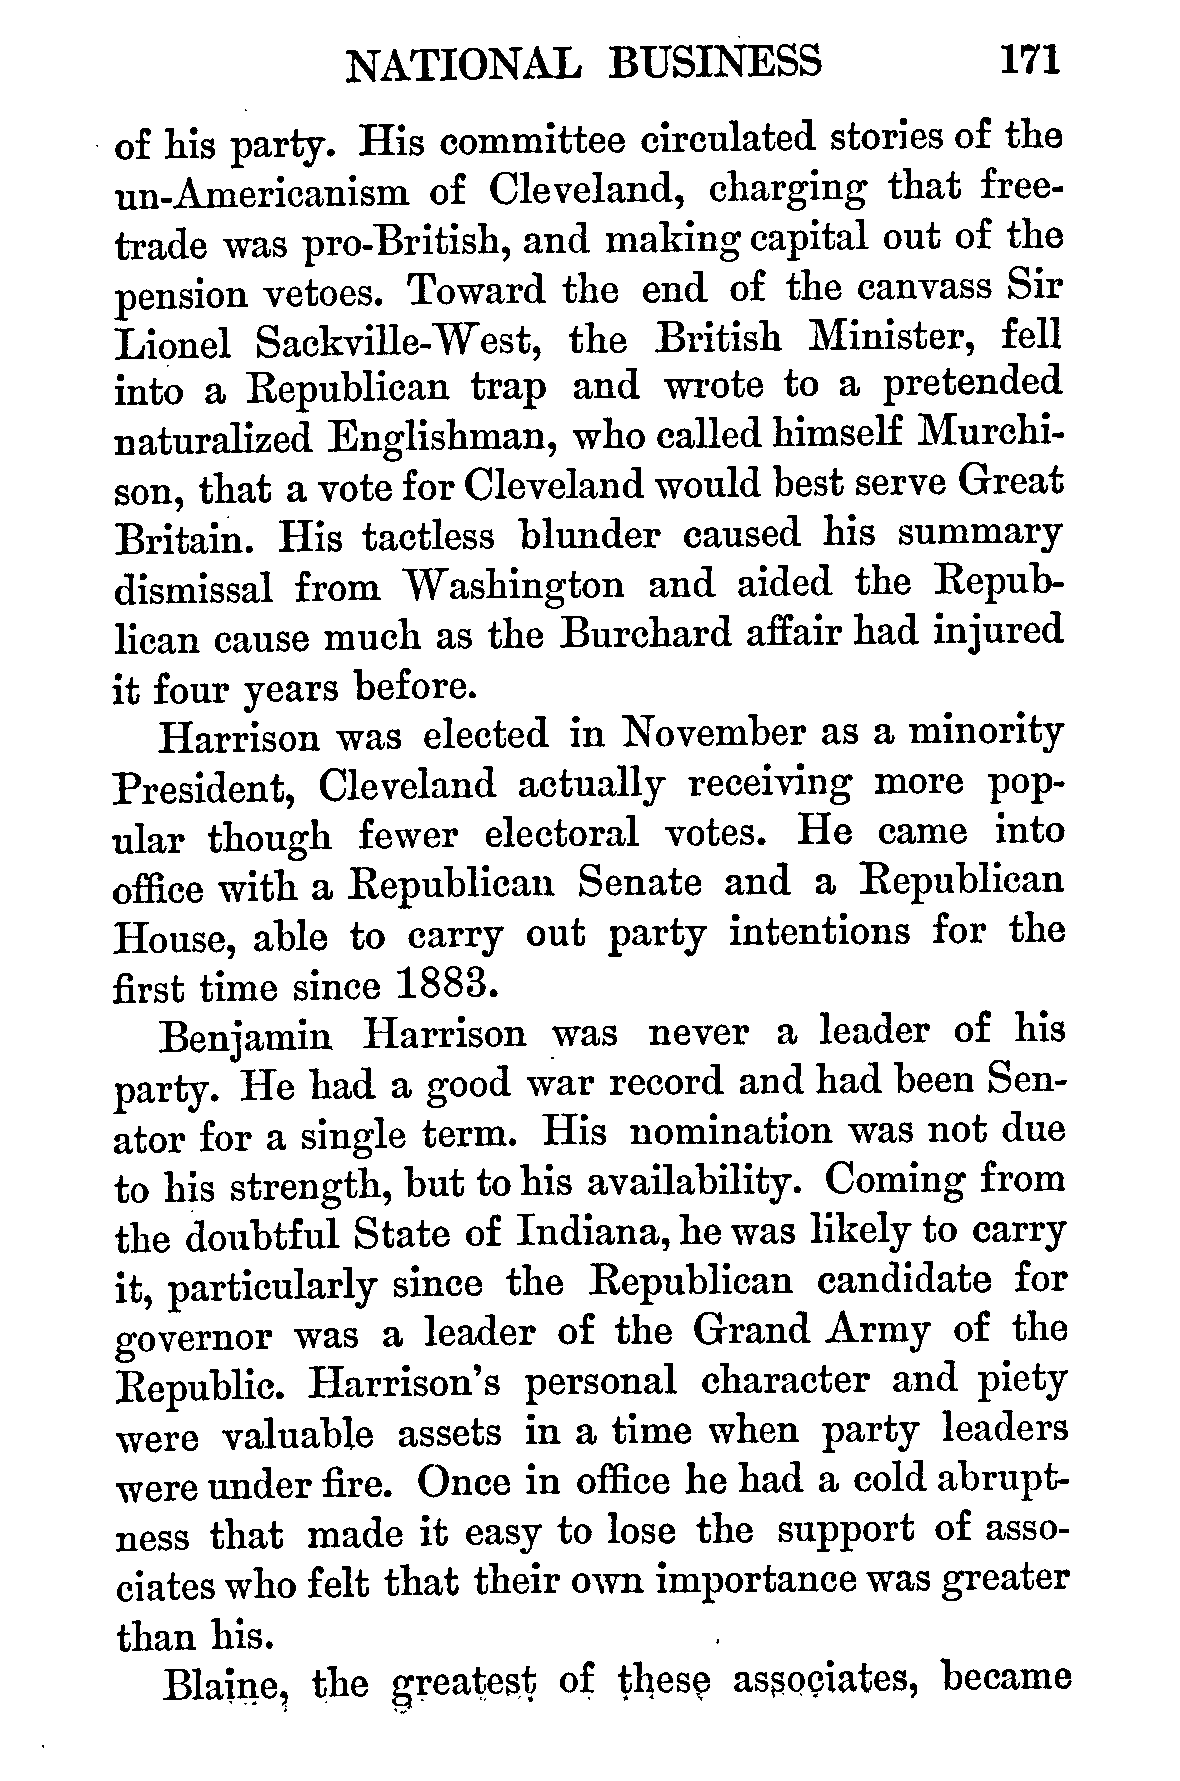 NATIONAL BUSINESS 171
of his party. His committee circulated stories of the
un-Americanism of Cleveland, charging that free-
trade was pro-British, and making capital out of the
pension vetoes. Toward the end of the canvass Sir
Lionel Sackville-West, the British Minister, fell
into a Republican trap and wrote to a pretended
naturalized Englishman, who called himself Murchi-
son, that a vote for Cleveland would best serve Great
Britain. His tactless blunder caused his summary
dismissal from Washington and aided the Repub-
lican cause much as the Burchard affair had injured
it four years before.
Harrison was elected in November as a minority
President, Cleveland actually receiving more pop-
ular though fewer electoral votes. He came into
office with a Republican Senate and a Republican
House, able to carry out party intentions for the
first time since 1883.
Benjamin Harrison was never a leader of his
party. He had a good war record and had been Sen-
ator for a single term. His nomination was not due
to his strength, but to his availability. Coming from
the doubtful State of Indiana, he was likely to carry
it, particularly since the Republican candidate for
governor was a leader of the Grand Army of the
Republic. Harrison's personal character and piety
were valuable assets in a time when party leaders
were under fire. Once in office he had a cold abrupt-
ness that made it easy to lose the support of asso-
ciates who felt that their own importance was greater
than his.
Blaine, the greatest of these associates, became